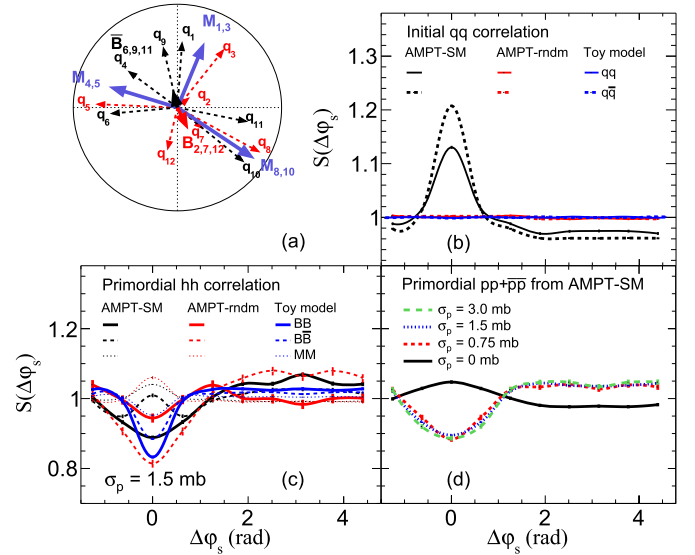 q9
q1
M1,3
B̅6,9,11
q3
q4
M4,5
q2
q5
q6
q11
q7
B2,7,12
q8
q12
q10
M8,10
(a)
Initial qq correlation
AMPT-SM AMPT-rndm Toy model
qq
qq̅
1.3
1.2
1.1
1
S(Δφs)
(b)
Primordial hh correlation
AMPT-SM AMPT-rndm Toy model
BB
BB̅
MM
1.2
1
0.8
S(Δφs)
σp = 1.5 mb
(c)
0 2 4
Δφs (rad)
Primordial pp+p̅p̅ from AMPT-SM
σp = 3.0 mb
σp = 1.5 mb
σp = 0.75 mb
σp = 0 mb
(d)
0 2 4
Δφs (rad)